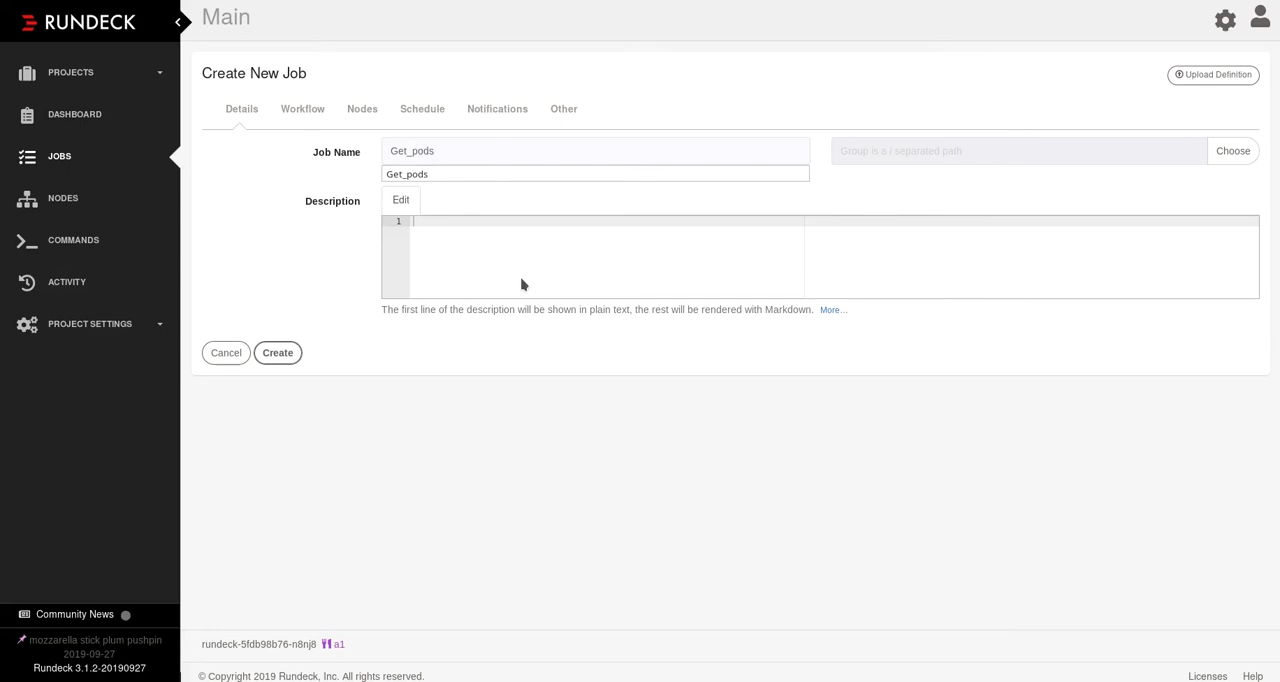 RUNDECK
Main
PROJECTS
DASHBOARD
JOBS
NODES
COMMANDS
ACTIVITY
PROJECT SETTINGS
Community News
mozzarella stick plum pushpin
2019-09-27
Rundeck 3.1.2-20190927
Create New Job
Upload Definition
Details Workflow Nodes Schedule Notifications Other
Job Name
Get_pods
Group is a / separated path
Choose
Get_pods
Description
Edit
1
The first line of the description will be shown in plain text, the rest will be rendered with Markdown. More...
Cancel Create
rundeck-5fdb98b76-n8nj8 a1
© Copyright 2019 Rundeck, Inc. All rights reserved.
Licenses Help